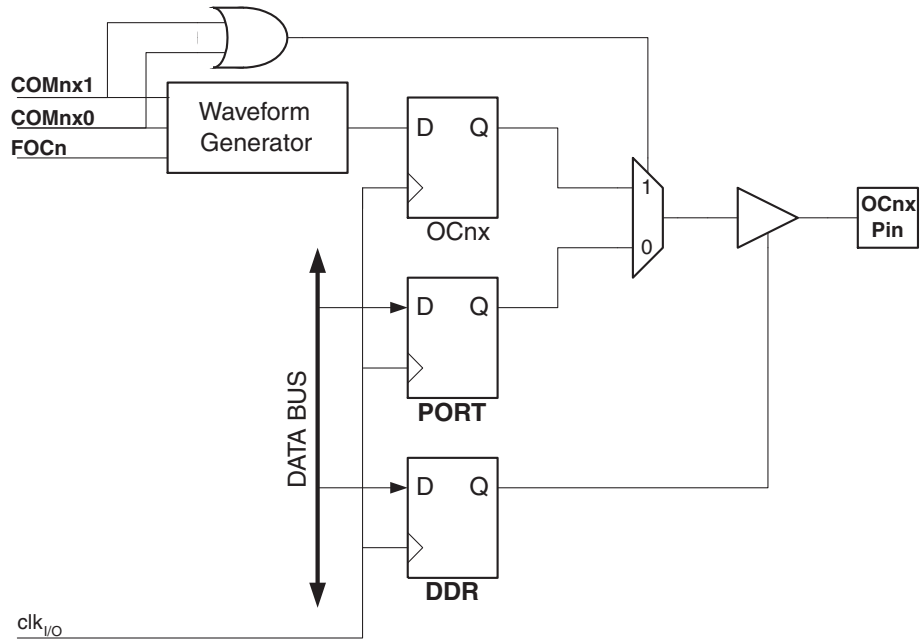 COMnx1
COMnx0
FOCn
Waveform
Generator
D Q
OCnx
1
0
OCnx
Pin
DATA BUS
D Q
PORT
D Q
DDR
clkI/O